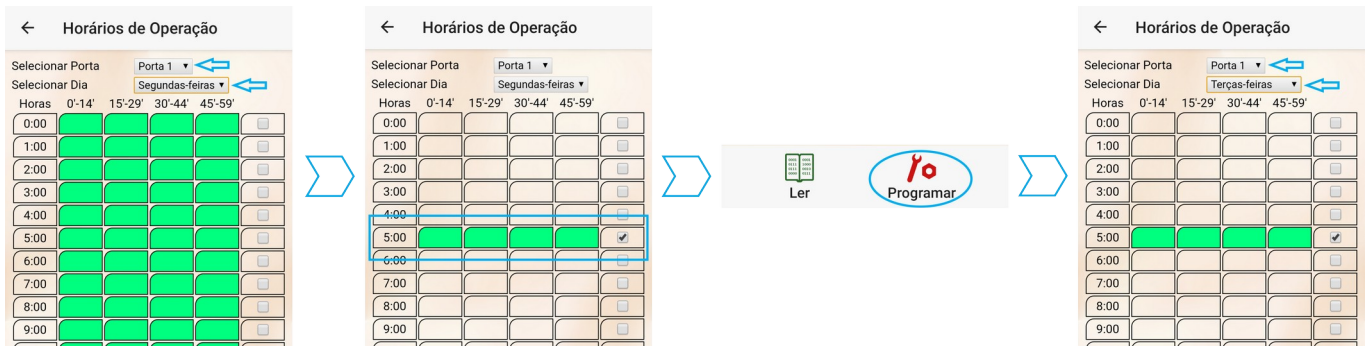 ← Horários de Operação
Selecionar Porta Porta 1
Selecionar Dia Segundas-feiras
Horas 0'-14' 15'-29' 30'-44' 45'-59'
0:00
1:00
2:00
3:00
4:00
5:00
6:00
7:00
8:00
9:00
← Horários de Operação
Selecionar Porta Porta 1
Selecionar Dia Segundas-feiras
Horas 0'-14' 15'-29' 30'-44' 45'-59'
0:00
1:00
2:00
3:00
4:00
5:00
6:00
7:00
8:00
9:00
Ler Programar
← Horários de Operação
Selecionar Porta Porta 1
Selecionar Dia Terças-feiras
Horas 0'-14' 15'-29' 30'-44' 45'-59'
0:00
1:00
2:00
3:00
4:00
5:00
6:00
7:00
8:00
9:00